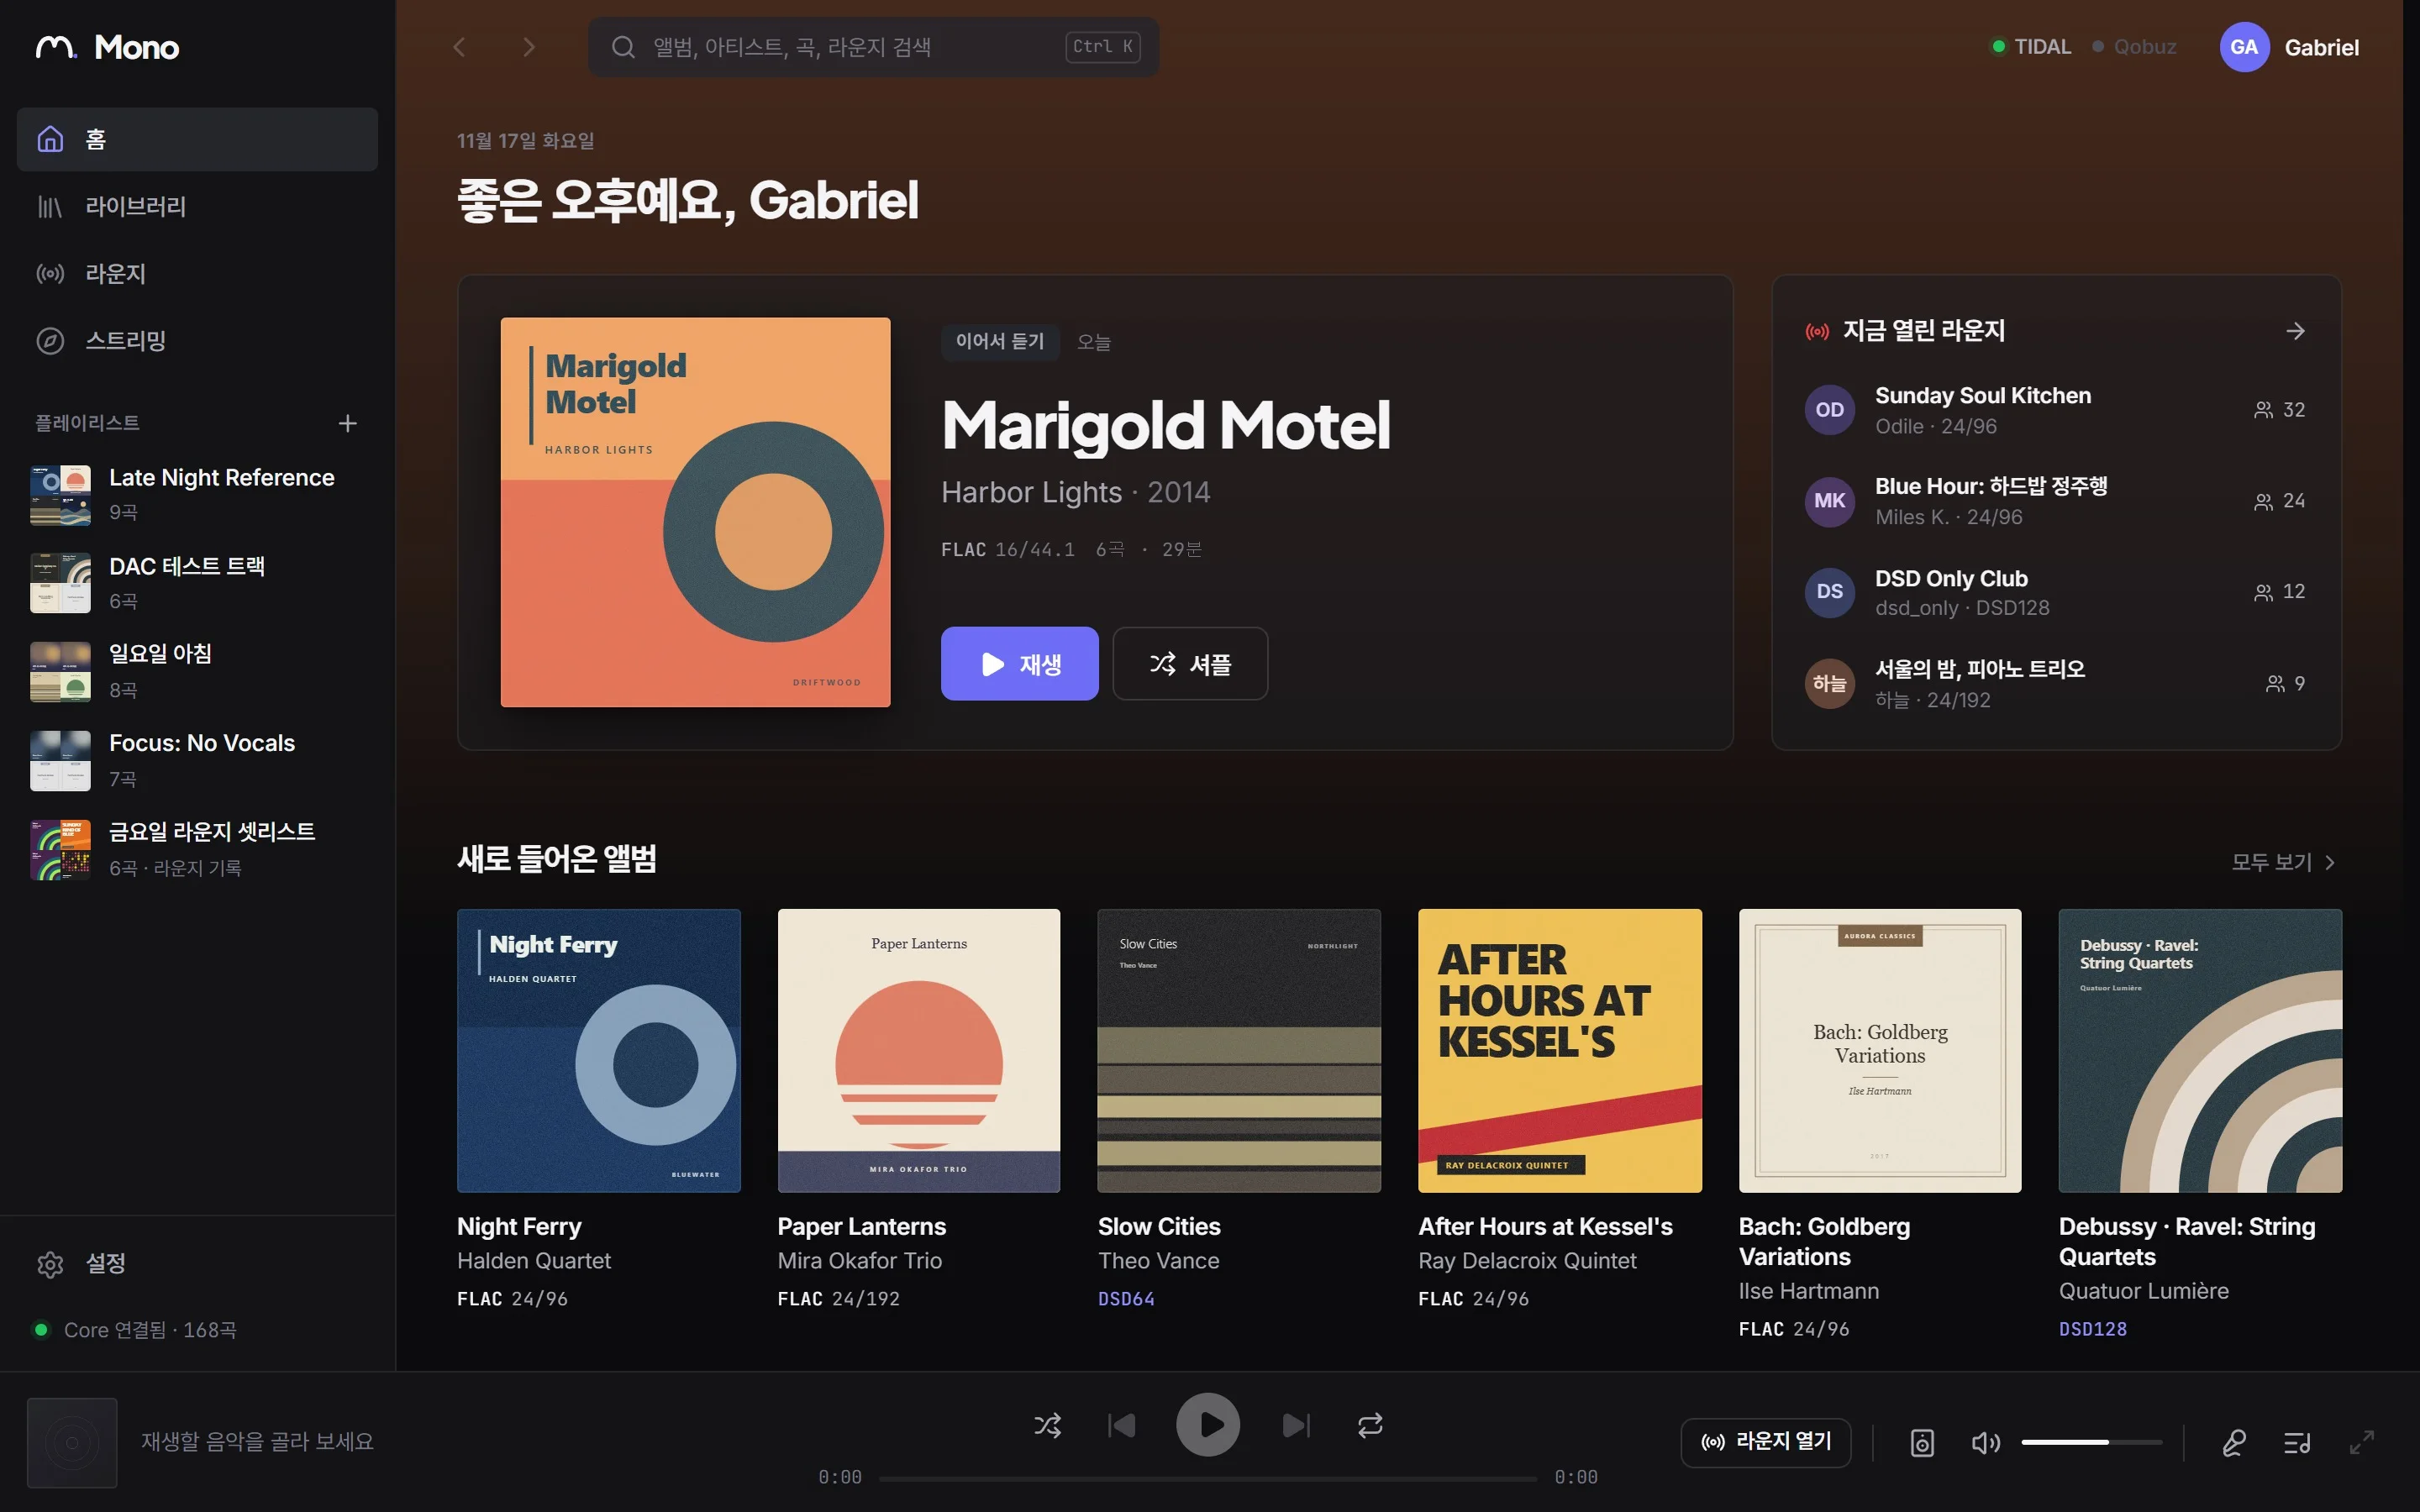 Mono
홈
라이브러리
라운지
스트리밍
플레이리스트
Late Night Reference
9곡
DAC 테스트 트랙
6곡
일요일 아침
8곡
Focus: No Vocals
7곡
금요일 라운지 셋리스트
6곡 · 라운지 기록
설정
Core 연결됨 · 168곡
앨범, 아티스트, 곡, 라운지 검색
Ctrl K
TIDAL
Qobuz
GA
Gabriel
11월 17일 화요일
좋은 오후예요, Gabriel
Marigold
Motel
HARBOR LIGHTS
DRIFTWOOD
이어서 듣기
오늘
Marigold Motel
Harbor Lights · 2014
FLAC 16/44.1 6곡 · 29분
재생
셔플
지금 열린 라운지
OD
Sunday Soul Kitchen
Odile · 24/96
32
MK
Blue Hour: 하드밥 정주행
Miles K. · 24/96
24
DS
DSD Only Club
dsd_only · DSD128
12
하늘
서울의 밤, 피아노 트리오
하늘 · 24/192
9
새로 들어온 앨범
모두 보기
Night Ferry
HALDEN QUARTET
BLUEWATER
Night Ferry
Halden Quartet
FLAC 24/96
Paper Lanterns
MIRA OKAFOR TRIO
Paper Lanterns
Mira Okafor Trio
FLAC 24/192
Slow Cities
Theo Vance
NORTHLIGHT
Slow Cities
Theo Vance
DSD64
AFTER
HOURS AT
KESSEL'S
RAY DELACROIX QUINTET
After Hours at Kessel's
Ray Delacroix Quintet
FLAC 24/96
AURORA CLASSICS
Bach: Goldberg
Variations
Ilse Hartmann
2017
Bach: Goldberg
Variations
Ilse Hartmann
FLAC 24/96
Debussy · Ravel:
String Quartets
Quatuor Lumière
Debussy · Ravel: String
Quartets
Quatuor Lumière
DSD128
재생할 음악을 골라 보세요
0:00
0:00
라운지 열기